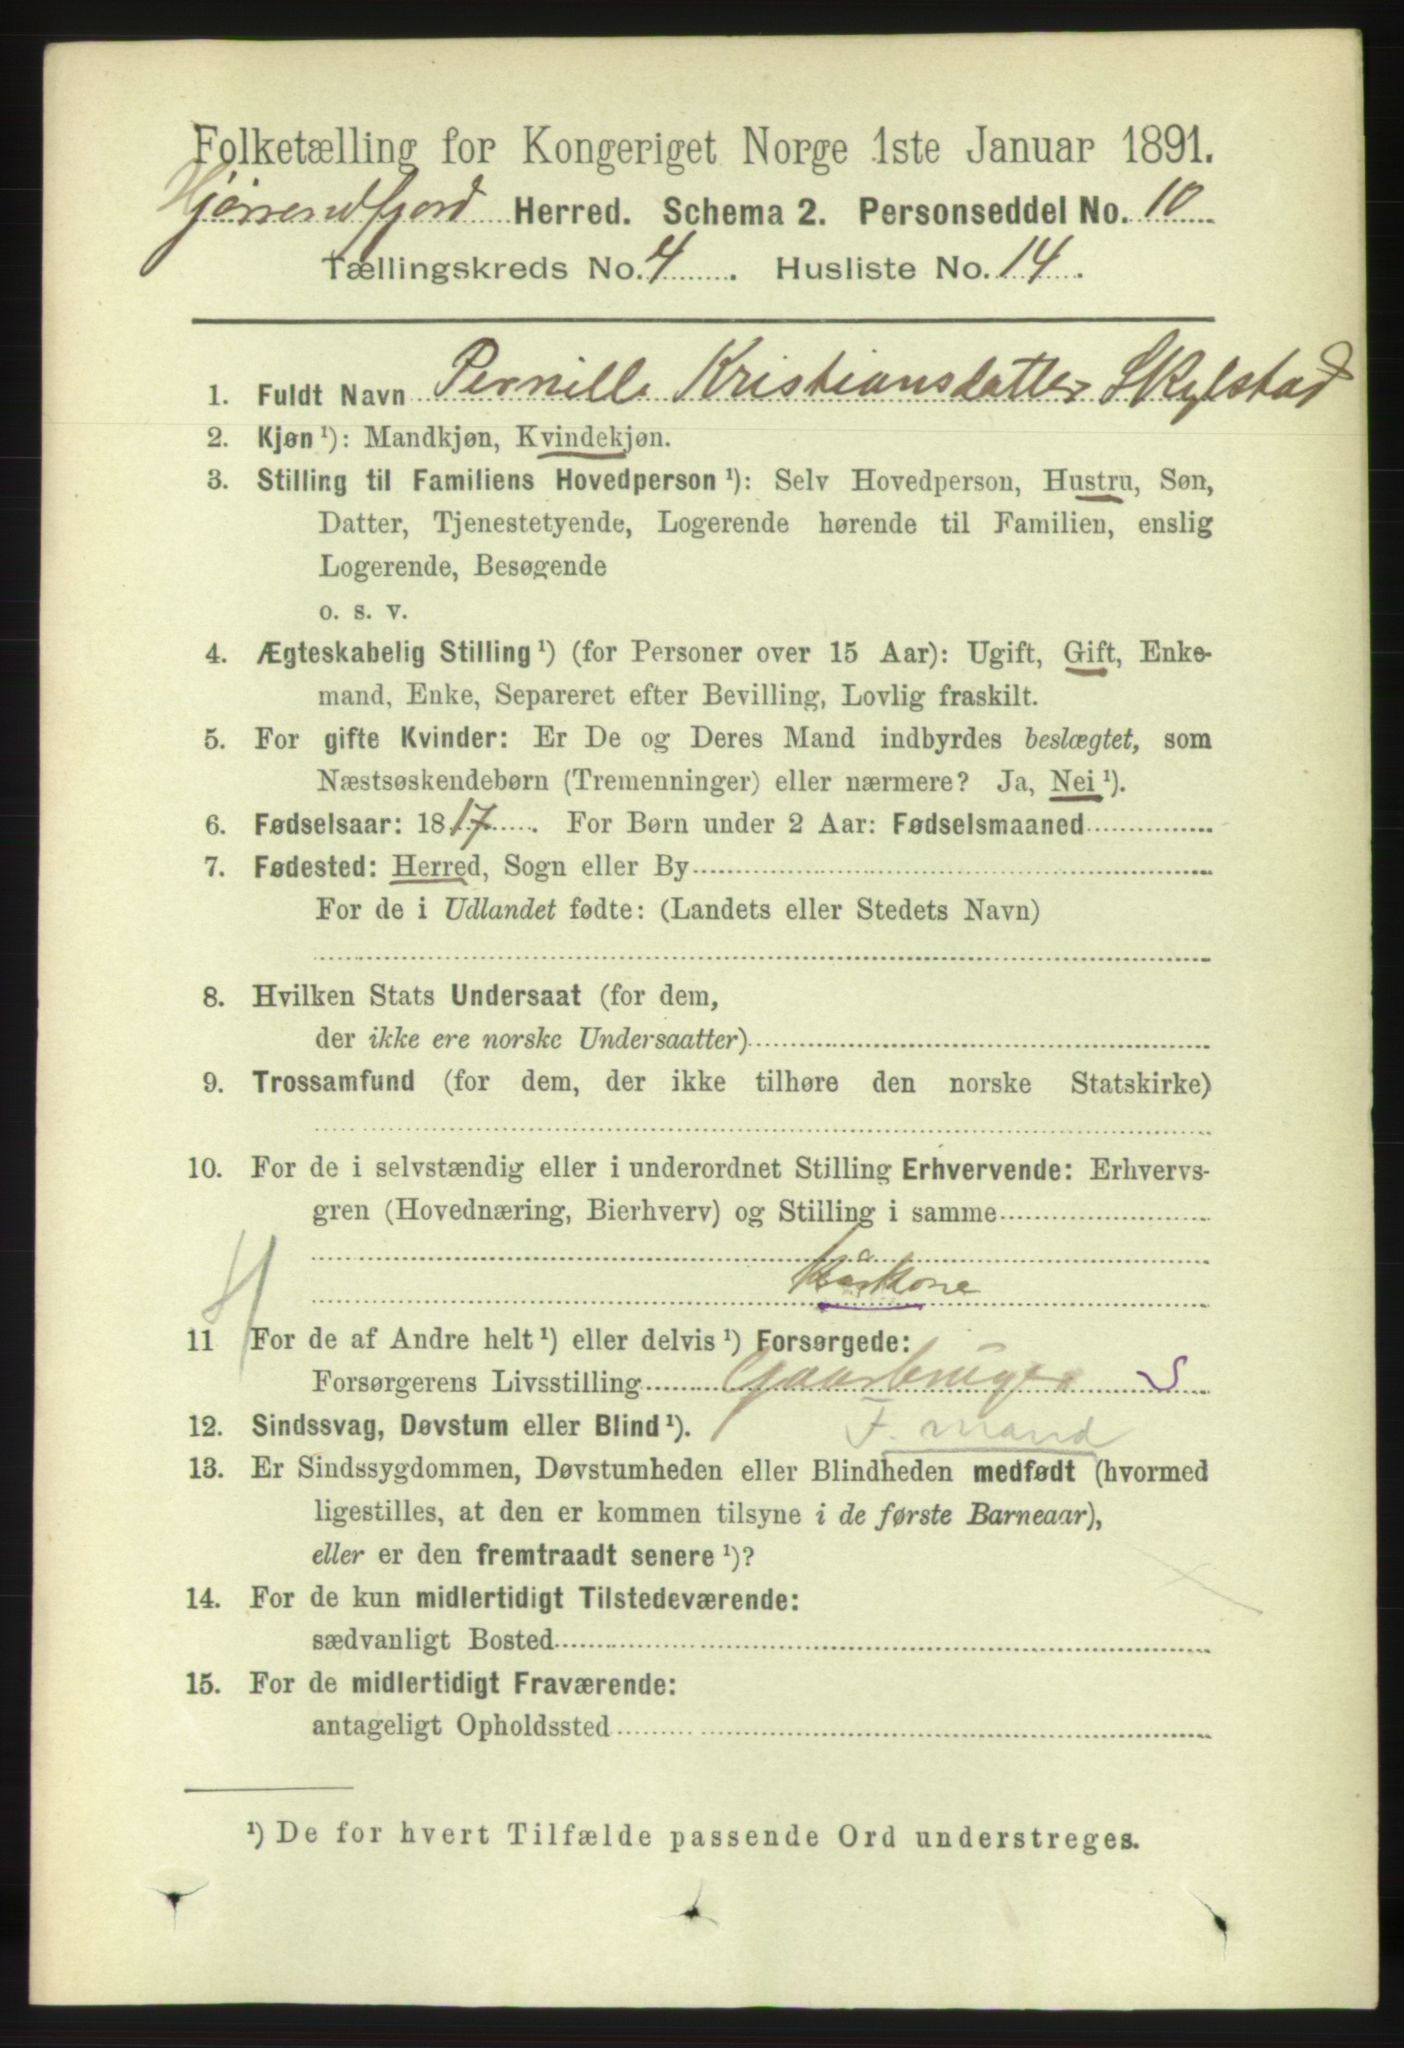 Folketælling for Kongeriget Norge 1ste Januar 1891.
Hjørrendfjord Herred. Schema 2. Personseddel No. 10
Tællingskreds No. 4. Husliste No. 14.
1. Fuldt Navn Pernille Kristiansdatter Skylstad
2. Kjøn ¹): Mandkjøn, Kvindekjøn.
3. Stilling til Familiens Hovedperson ¹): Selv Hovedperson, Hustru, Søn,
Datter, Tjenestetyende, Logerende hørende til Familien, enslig
Logerende, Besøgende
o. s. v.
4. Ægteskabelig Stilling ¹) (for Personer over 15 Aar): Ugift, Gift, Enke-
mand, Enke, Separeret efter Bevilling, Lovlig fraskilt.
5. For gifte Kvinder: Er De og Deres Mand indbyrdes beslægtet, som
Næstsøskendebørn (Tremenninger) eller nærmere? Ja, Nei ¹).
6. Fødselsaar: 1817. For Børn under 2 Aar: Fødselsmaaned
7. Fødested: Herred, Sogn eller By
For de i Udlandet fødte: (Landets eller Stedets Navn)
8. Hvilken Stats Undersaat (for dem,
der ikke ere norske Undersaatter)
9. Trossamfund (for dem, der ikke tilhøre den norske Statskirke)
10. For de i selvstændig eller i underordnet Stilling Erhvervende: Erhvervs-
gren (Hovednæring, Bierhverv) og Stilling i samme
Kårkone
11 For de af Andre helt ¹) eller delvis ¹) Forsørgede:
Forsørgerens Livsstilling Gaarbruger S
12. Sindssvag, Døvstum eller Blind ¹). F. mand
13. Er Sindssygdommen, Døvstumheden eller Blindheden medfødt (hvormed
ligestilles, at den er kommen tilsyne i de første Barneaar),
eller er den fremtraadt senere ¹)?
14. For de kun midlertidigt Tilstedeværende:
sædvanligt Bosted
15. For de midlertidigt Fraværende:
antageligt Opholdssted
¹) De for hvert Tilfælde passende Ord understreges.